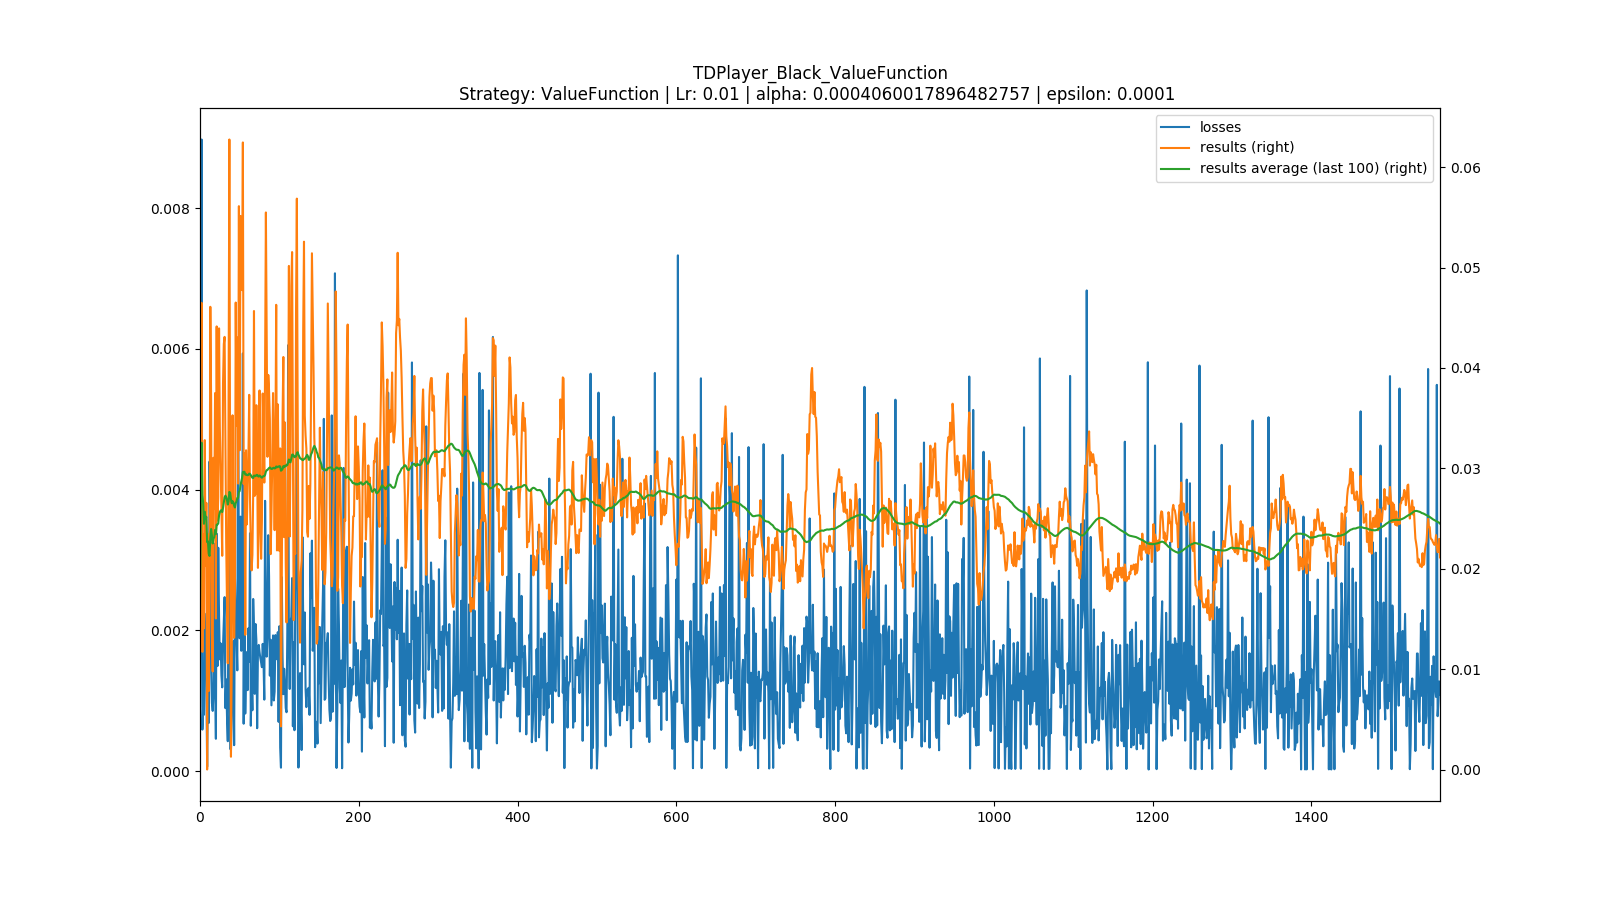 TDPlayer_Black_ValueFunction
Strategy: ValueFunction | Lr: 0.01 | alpha: 0.0004060017896482757 | epsilon: 0.0001
losses
results (right)
results average (last 100) (right)
0.008
0.006
0.004
0.002
0.000
0.06
0.05
0.04
0.03
0.02
0.01
0.00
0 200 400 600 800 1000 1200 1400